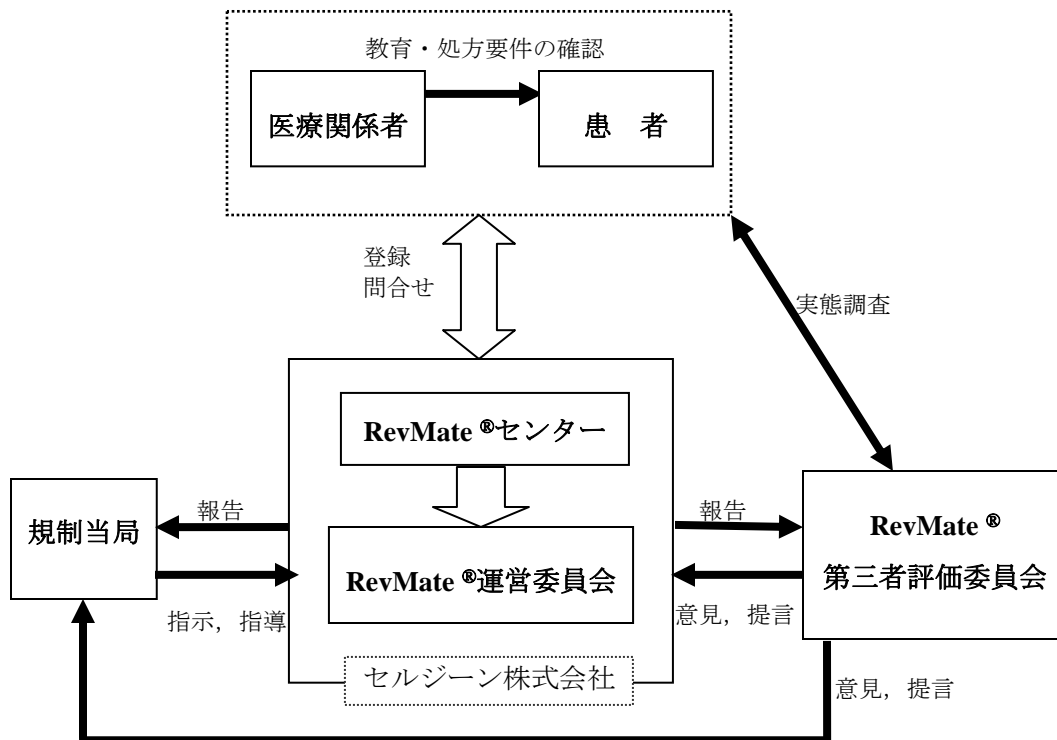 教育・処方要件の確認
医療関係者
患　者
登録
問合せ
実態調査
RevMate ®センター
規制当局
報告
報告
RevMate ®
第三者評価委員会
RevMate ®運営委員会
指示，指導
意見，提言
セルジーン株式会社
意見，提言